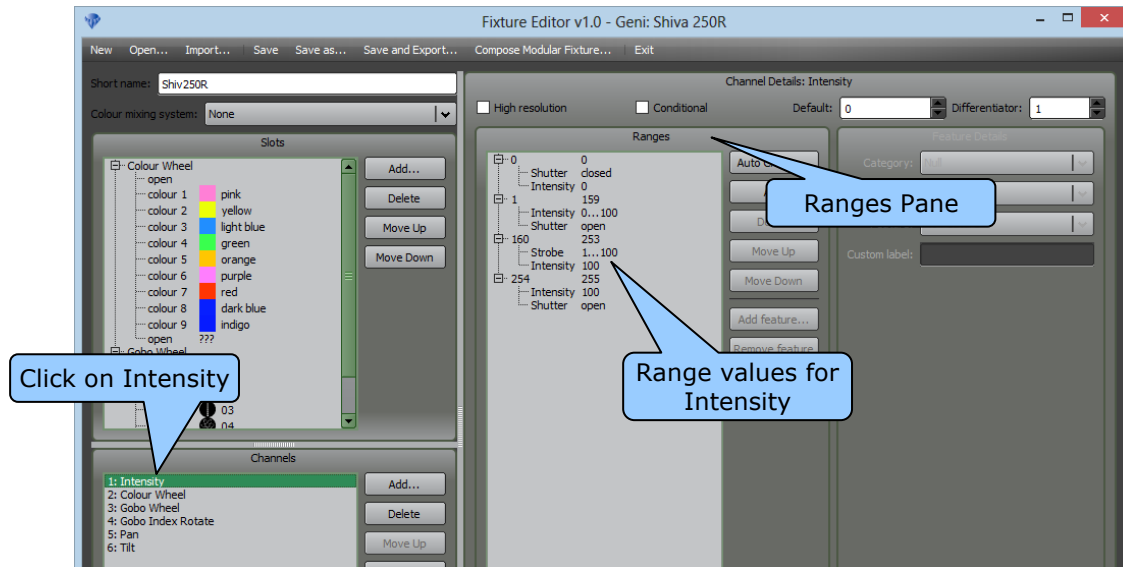 Fixture Editor v1.0 - Geni: Shiva 250R
New Open... Import... Save Save as... Save and Export... Compose Modular Fixture... Exit
Short name: Shiv250R
Colour mixing system: None
Slots
Colour Wheel
open
colour 1 pink
colour 2 yellow
colour 3 light blue
colour 4 green
colour 5 orange
colour 6 purple
colour 7 red
colour 8 dark blue
colour 9 indigo
open ???
Gobo Wheel
03
04
Add...
Delete
Move Up
Move Down
Click on Intensity
Channels
1: Intensity
2: Colour Wheel
3: Gobo Wheel
4: Gobo Index Rotate
5: Pan
6: Tilt
Add...
Delete
Move Up
Channel Details: Intensity
High resolution Conditional Default: 0 Differentiator: 1
Ranges
0 0
Shutter closed
Intensity 0
1 159
Intensity 0...100
Shutter open
160 253
Strobe 1...100
Intensity 100
254 255
Intensity 100
Shutter open
Move Up
Move Down
Add feature...
Remove feature
Ranges Pane
Range values for
Intensity
Feature Details
Category: Null
Custom label: